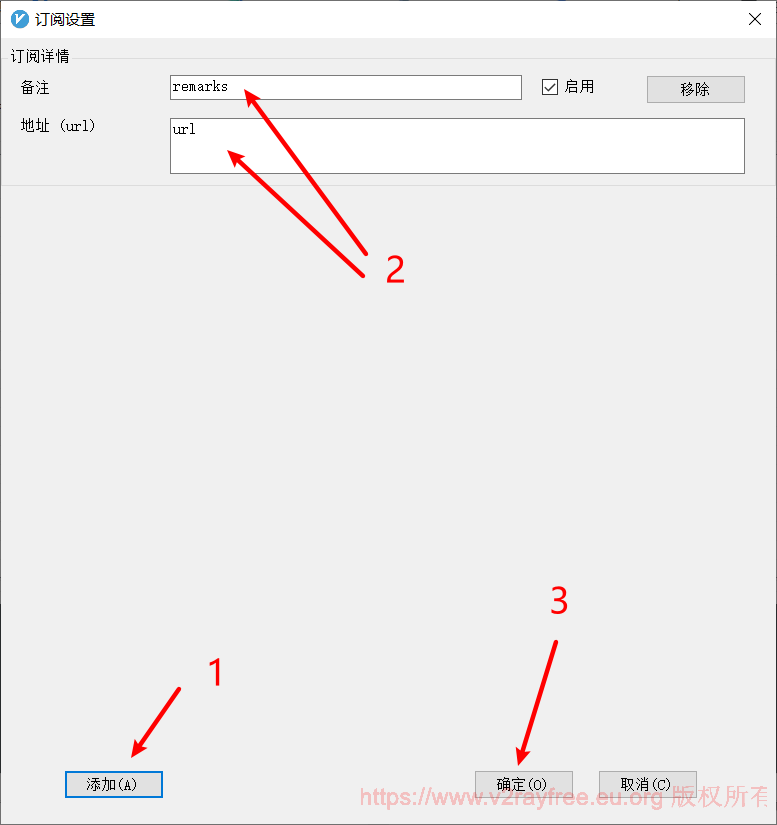 订阅设置
订阅详情
备注
remarks
启用
移除
地址 (url)
url
2
3
1
添加(A)
确定(O)
取消(C)
https://www.v2rayfree.eu.org 版权所有